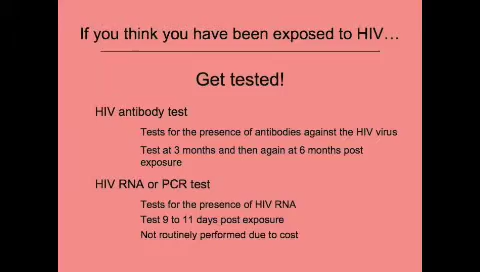 If you think you have been exposed to HIV…
Get tested!
HIV antibody test
Tests for the presence of antibodies against the HIV virus
Test at 3 months and then again at 6 months post
exposure
HIV RNA or PCR test
Tests for the presence of HIV RNA
Test 9 to 11 days post exposure
Not routinely performed due to cost